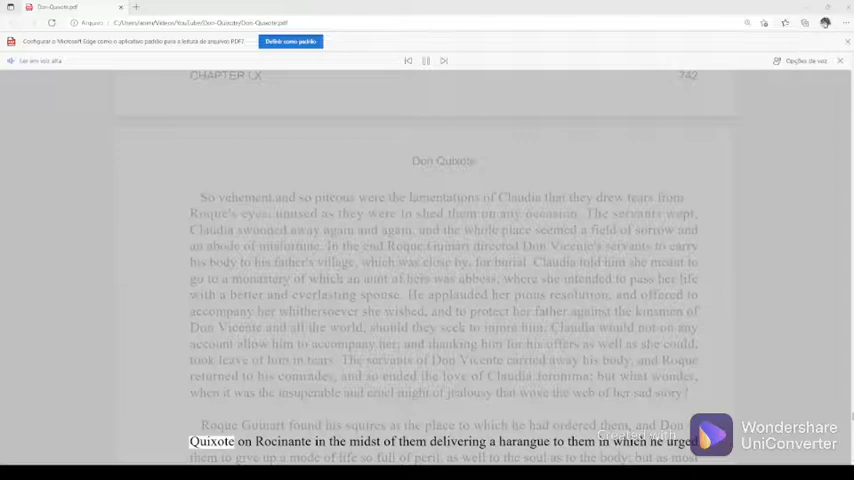 Don-Quixote.pdf
Arquivo C:/Users/noren/Videos/YouTube/Don-Quixote/Don-Quixote.pdf
Configurar o Microsoft Edge como o aplicativo padrão para a leitura de arquivos PDF? Definir como padrão
Ler em voz alta Opções de voz
CHAPTER LX 742
Don Quixote
So vehement and so piteous were the lamentations of Claudia that they drew tears from
Roque's eyes, unused as they were to shed them on any occasion. The servants wept,
Claudia swooned away again and again, and the whole place seemed a field of sorrow and
an abode of misfortune. In the end Roque Guinart directed Don Vicente's servants to carry
his body to his father's village, which was close by, for burial. Claudia told him she meant to
go to a monastery of which an aunt of hers was abbess, where she intended to pass her life
with a better and everlasting spouse. He applauded her pious resolution, and offered to
accompany her whithersoever she wished, and to protect her father against the kinsmen of
Don Vicente and all the world, should they seek to injure him. Claudia would not on any
account allow him to accompany her; and thanking him for his offers as well as she could,
took leave of him in tears. The servants of Don Vicente carried away his body, and Roque
returned to his comrades, and so ended the love of Claudia Jeronima; but what wonder,
when it was the insuperable and cruel might of jealousy that wove the web of her sad story?
Roque Guinart found his squires at the place to which he had ordered them, and Don
Quixote on Rocinante in the midst of them delivering a harangue to them in which he urged
them to give up a mode of life so full of peril, as well to the soul as to the body; but as most
Created with
Wondershare
UniConverter